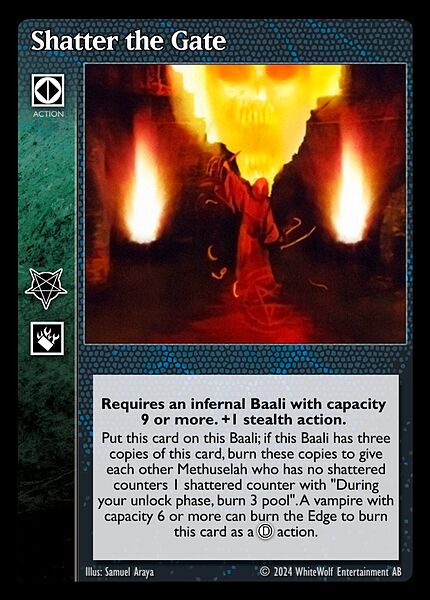 Shatter the Gate
ACTION
Requires an infernal Baali with capacity
9 or more. +1 stealth action.
Put this card on this Baali; if this Baali has three
copies of this card, burn these copies to give
each other Methuselah who has no shattered
counters 1 shattered counter with "During
your unlock phase, burn 3 pool". A vampire with
capacity 6 or more can burn the Edge to burn
this card as a Ⓓ action.
Illus: Samuel Araya
© 2024 WhiteWolf Entertainment AB